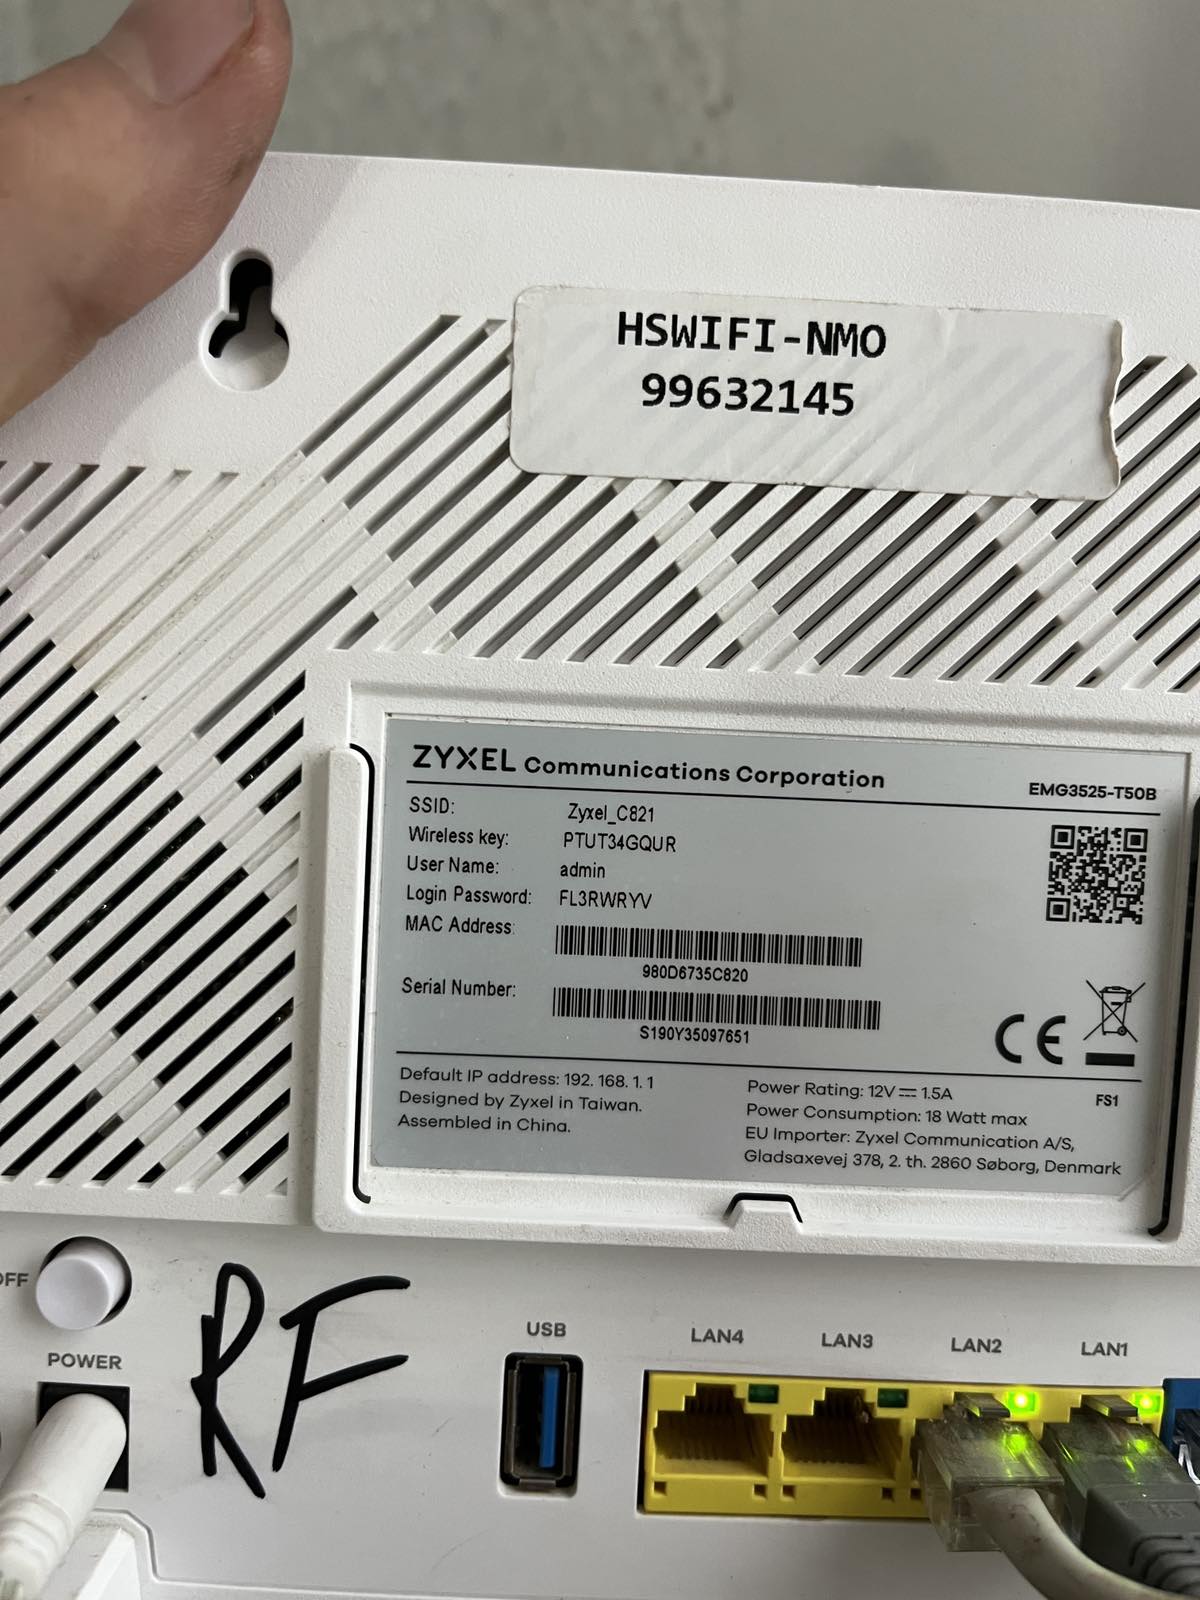 HSWIFI-NMO
99632145
ZYXEL Communications Corporation
EMG3525-T50B
SSID: Zyxel_C821
Wireless key: PTUT34GQUR
User Name: admin
Login Password: FL3RWRYV
MAC Address:
980D6735C820
Serial Number:
S190Y35097651
CE
Default IP address: 192.168.1.1
Designed by Zyxel in Taiwan.
Assembled in China.
Power Rating: 12V⎓1.5A
Power Consumption: 18 Watt max
EU Importer: Zyxel Communication A/S,
Gladsaxevej 378, 2. th. 2860 Søborg, Denmark
FS1
OFF
POWER
RF
USB
LAN4
LAN3
LAN2
LAN1